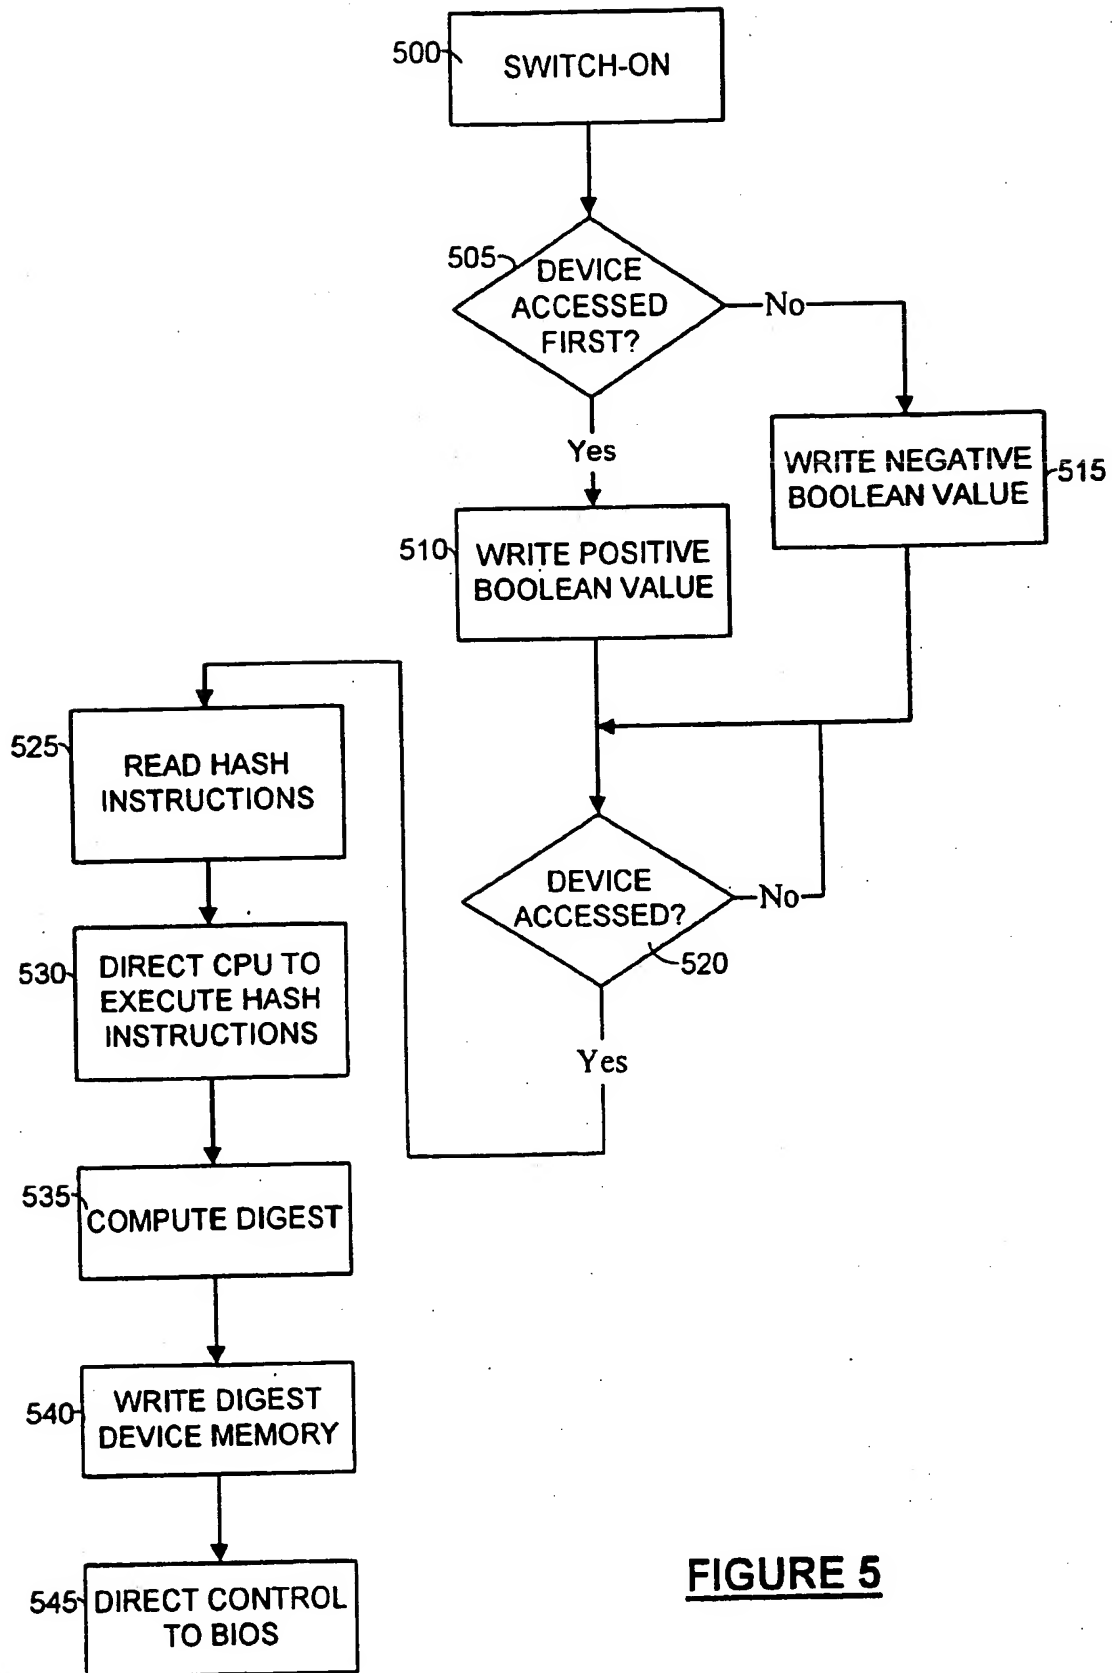 500
SWITCH-ON
505
DEVICE
ACCESSED
FIRST?
No
Yes
WRITE NEGATIVE
BOOLEAN VALUE
515
510
WRITE POSITIVE
BOOLEAN VALUE
525
READ HASH
INSTRUCTIONS
DEVICE
ACCESSED?
No
520
Yes
530
DIRECT CPU TO
EXECUTE HASH
INSTRUCTIONS
535
COMPUTE DIGEST
540
WRITE DIGEST
DEVICE MEMORY
545
DIRECT CONTROL
TO BIOS
FIGURE 5